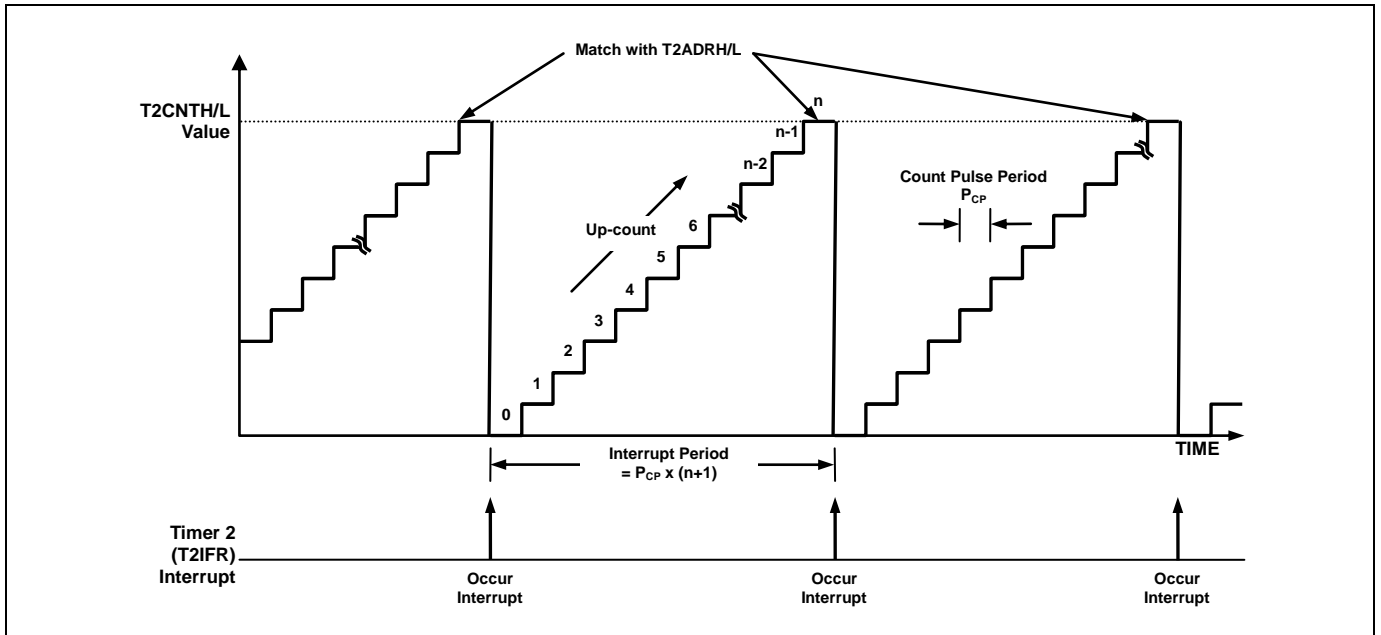 Match with T2ADRH/L
T2CNTH/L
Value
n
n-1
n-2
Count Pulse Period
PCP
Up-count
6
5
4
3
2
1
0
TIME
Interrupt Period
= PCP x (n+1)
Timer 2
(T2IFR)
Interrupt
Occur
Interrupt
Occur
Interrupt
Occur
Interrupt